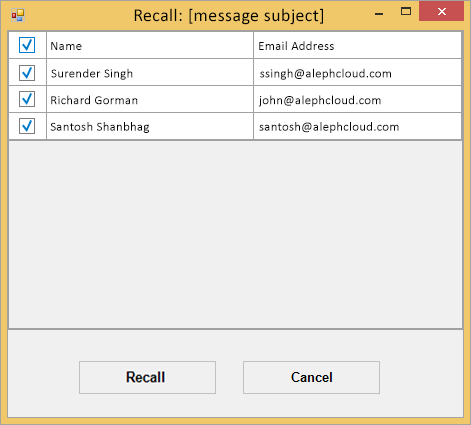 Recall: [message subject]
Name Email Address
Surender Singh ssingh@alephcloud.com
Richard Gorman john@alephcloud.com
Santosh Shanbhag santosh@alephcloud.com
Recall Cancel